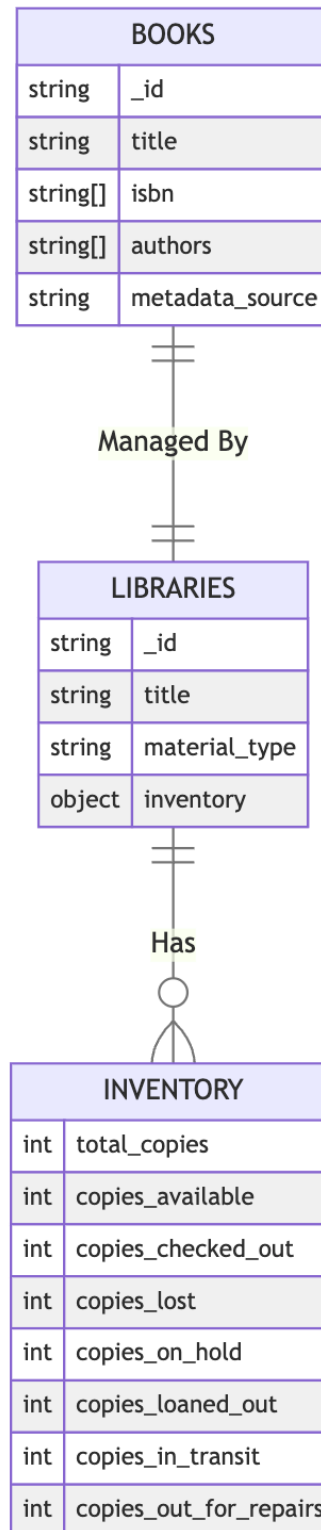 BOOKS
string _id
string title
string[] isbn
string[] authors
string metadata_source
Managed By
LIBRARIES
string _id
string title
string material_type
object inventory
Has
INVENTORY
int total_copies
int copies_available
int copies_checked_out
int copies_lost
int copies_on_hold
int copies_loaned_out
int copies_in_transit
int copies_out_for_repairs